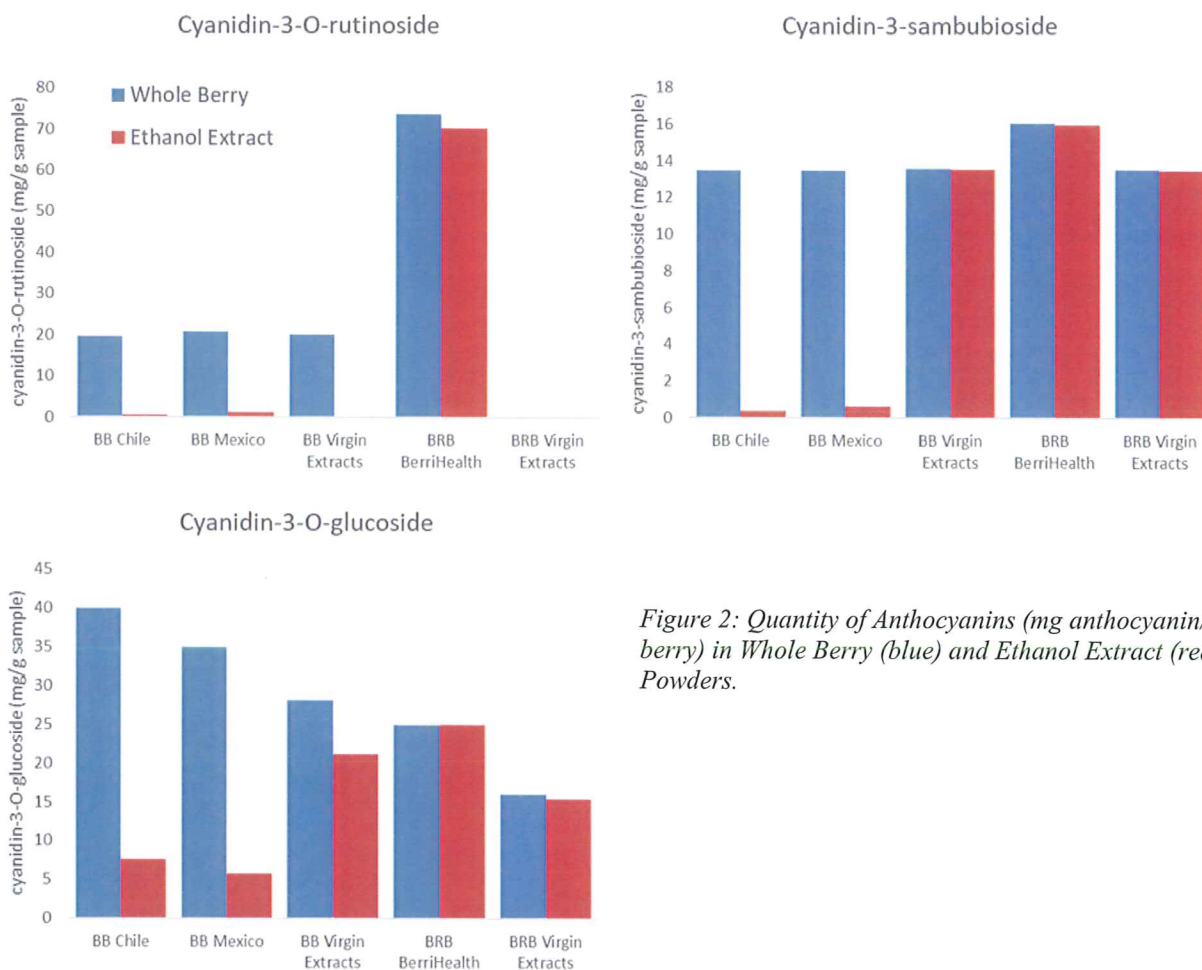 Cyanidin-3-O-rutinoside
cyanidin-3-O-rutinoside (mg/g sample)
80
70
60
50
40
30
20
10
0
Whole Berry
Ethanol Extract
BB Chile
BB Mexico
BB Virgin
Extracts
BRB
BerriHealth
BRB Virgin
Extracts
Cyanidin-3-sambubioside
cyanidin-3-sambubioside (mg/g sample)
18
16
14
12
10
8
6
4
2
0
BB Chile
BB Mexico
BB Virgin
Extracts
BRB
BerriHealth
BRB Virgin
Extracts
Cyanidin-3-O-glucoside
cyanidin-3-O-glucoside (mg/g sample)
45
40
35
30
25
20
15
10
5
0
BB Chile
BB Mexico
BB Virgin
Extracts
BRB
BerriHealth
BRB Virgin
Extracts
Figure 2: Quantity of Anthocyanins (mg anthocyanin/
berry) in Whole Berry (blue) and Ethanol Extract (re
Powders.